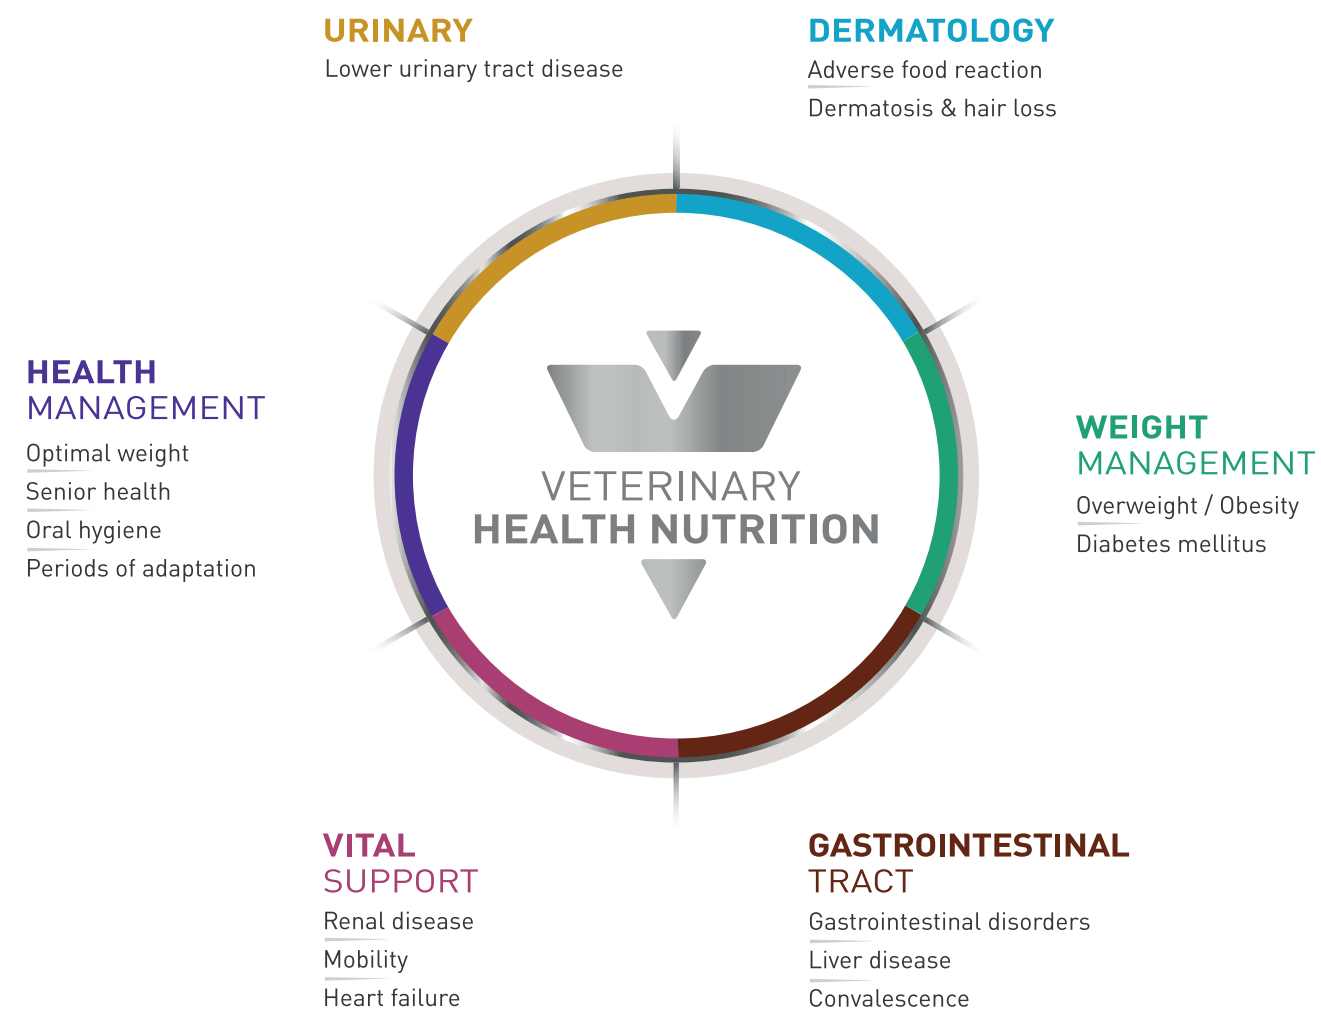 URINARY
Lower urinary tract disease
DERMATOLOGY
Adverse food reaction
Dermatosis & hair loss
HEALTH
MANAGEMENT
Optimal weight
Senior health
Oral hygiene
Periods of adaptation
VETERINARY
HEALTH NUTRITION
WEIGHT
MANAGEMENT
Overweight / Obesity
Diabetes mellitus
VITAL
SUPPORT
Renal disease
Mobility
Heart failure
GASTROINTESTINAL
TRACT
Gastrointestinal disorders
Liver disease
Convalescence